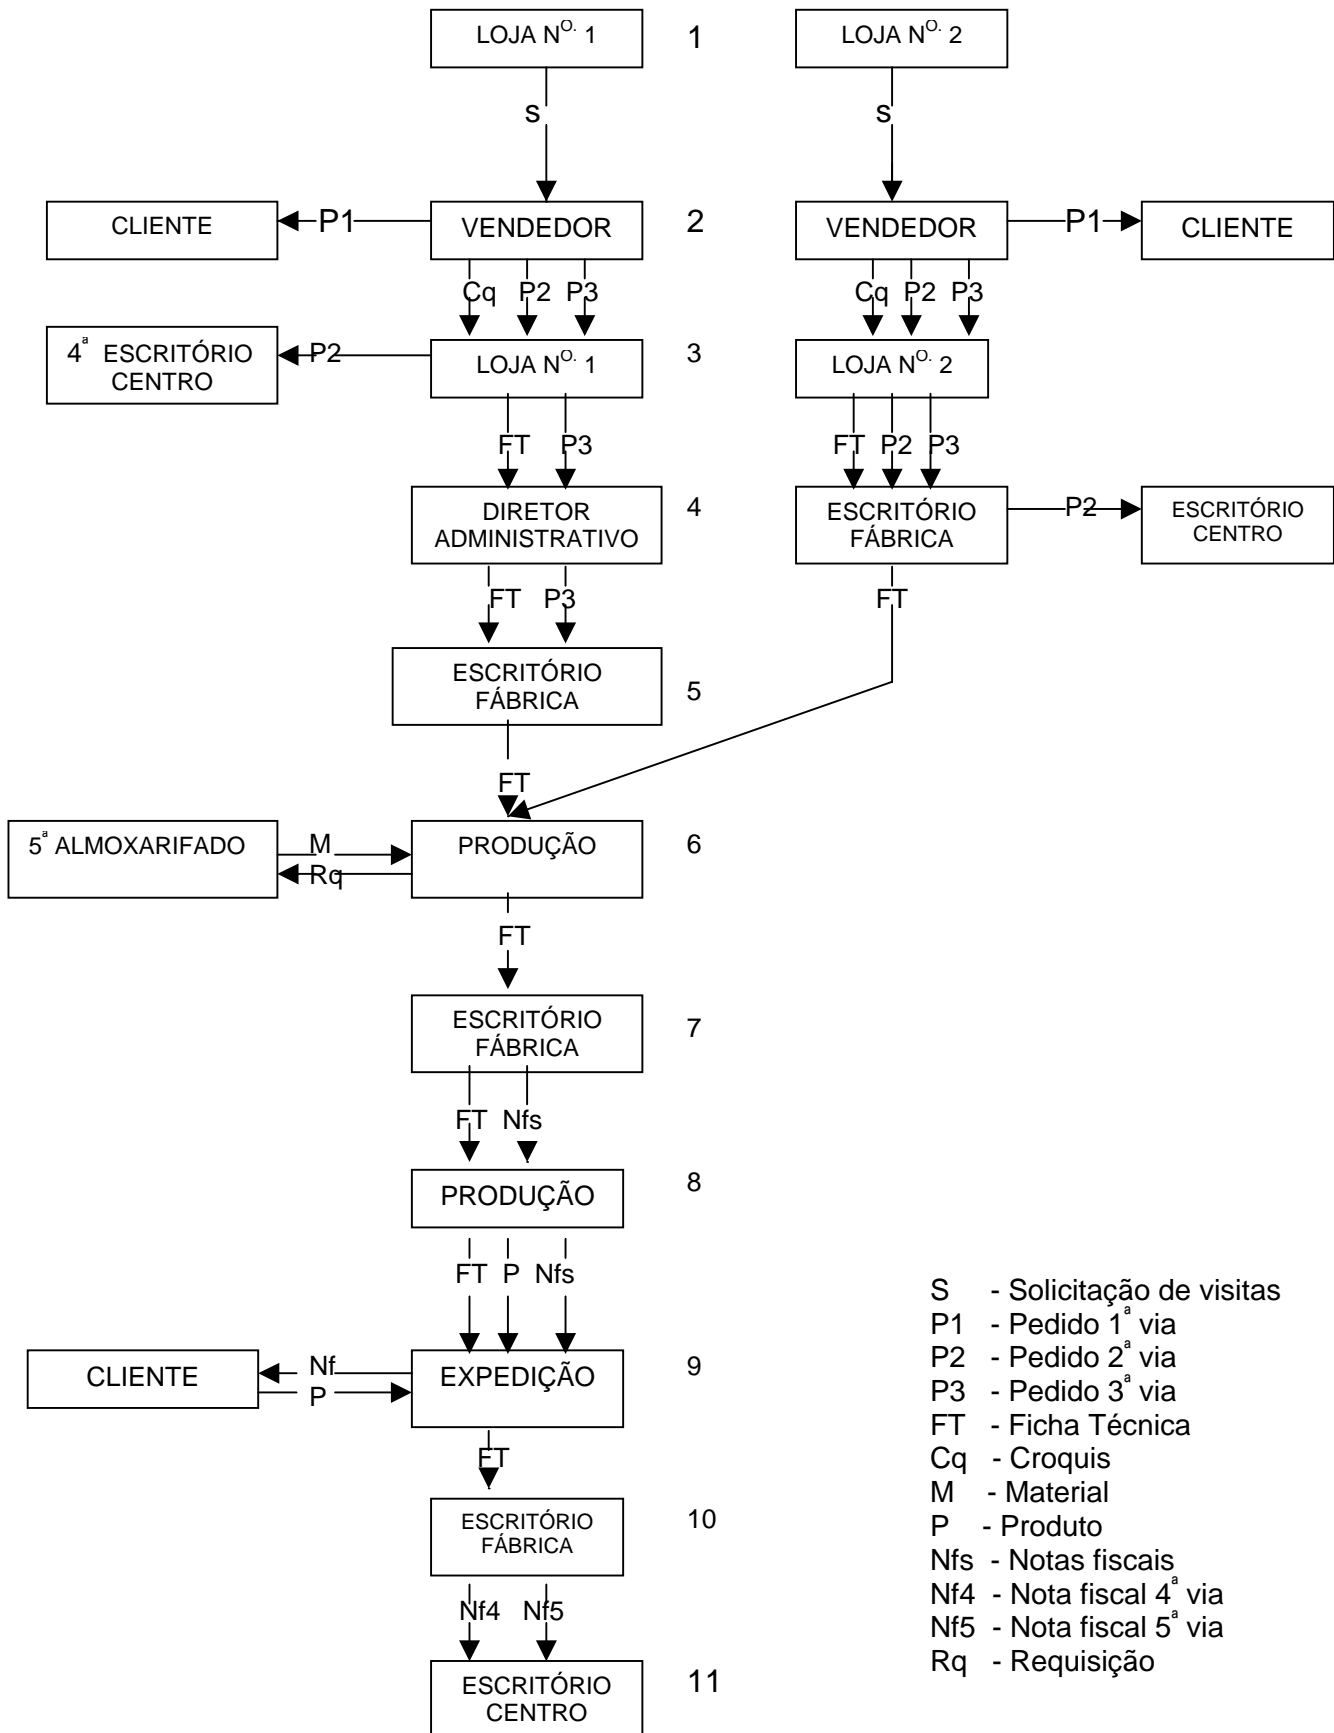 LOJA Nº. 1 1 LOJA Nº. 2
s s
CLIENTE P1 VENDEDOR 2 VENDEDOR P1 CLIENTE
Cq P2 P3 Cq P2 P3
4ª ESCRITÓRIO
CENTRO
P2 LOJA Nº. 1 3 LOJA Nº. 2
FT P3 FT P2 P3
DIRETOR
ADMINISTRATIVO
4
ESCRITÓRIO
FÁBRICA
P2
ESCRITÓRIO
CENTRO
FT P3 FT
ESCRITÓRIO
FÁBRICA
5
FT
5ª ALMOXARIFADO M PRODUÇÃO 6
Rq
FT
ESCRITÓRIO
FÁBRICA
7
FT Nfs
PRODUÇÃO 8
FT P Nfs
CLIENTE Nf EXPEDIÇÃO 9
P
FT
ESCRITÓRIO
FÁBRICA
10
Nf4 Nf5
ESCRITÓRIO
CENTRO
11
S - Solicitação de visitas
P1 - Pedido 1ª via
P2 - Pedido 2ª via
P3 - Pedido 3ª via
FT - Ficha Técnica
Cq - Croquis
M - Material
P - Produto
Nfs - Notas fiscais
Nf4 - Nota fiscal 4ª via
Nf5 - Nota fiscal 5ª via
Rq - Requisição